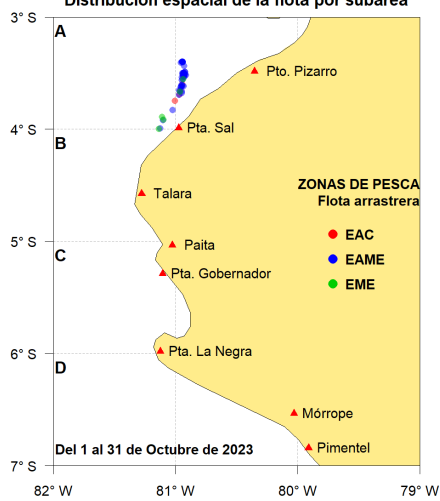 Distribución espacial de la flota por subárea
3° S
A
Pto. Pizarro
4° S
Pta. Sal
B
ZONAS DE PESCA
Talara
Flota arrastrera
EAC
5° S
Paita
C
EAME
Pta. Gobernador
EME
6° S
Pta. La Negra
D
Mórrope
Del 1 al 31 de Octubre de 2023
Pimentel
7° S
82° W
81° W
80° W
79° W